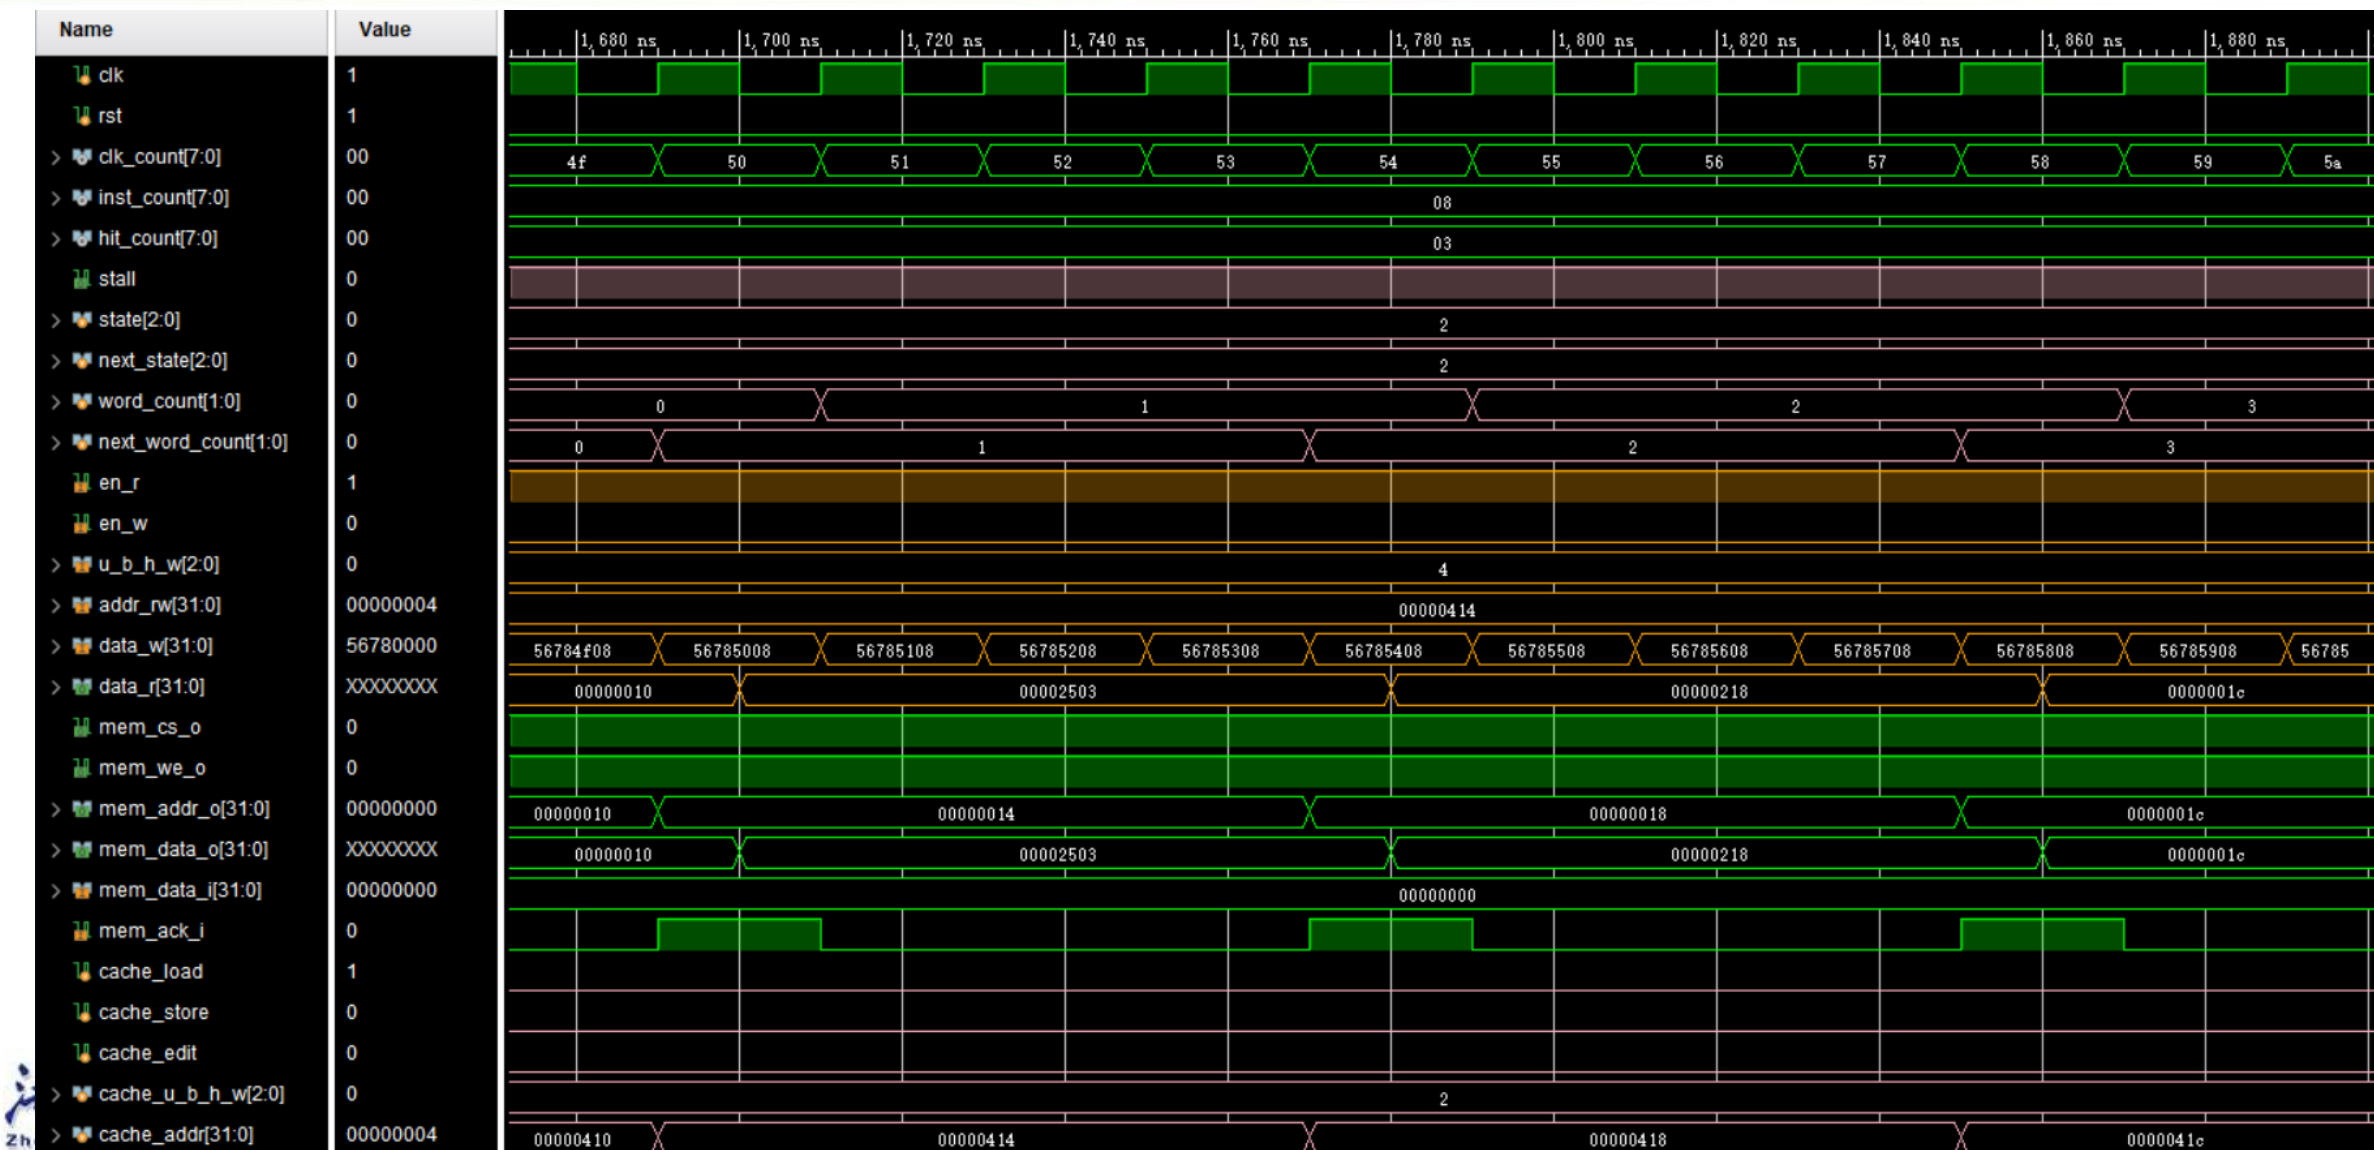 Name Value 1,680 ns 1,700 ns 1,720 ns 1,740 ns 1,760 ns 1,780 ns 1,800 ns 1,820 ns 1,840 ns 1,860 ns 1,880 ns
clk 1
rst 1
clk_count[7:0] 00 4f 50 51 52 53 54 55 56 57 58 59 5a
inst_count[7:0] 00 08
hit_count[7:0] 00 03
stall 0
state[2:0] 0 2
next_state[2:0] 0 2
word_count[1:0] 0 0 1 2 3
next_word_count[1:0] 0 0 1 2 3
en_r 1
en_w 0
u_b_h_w[2:0] 0 4
addr_rw[31:0] 00000004 00000414
data_w[31:0] 56780000 56784f08 56785008 56785108 56785208 56785308 56785408 56785508 56785608 56785708 56785808 56785908 56785
data_r[31:0] XXXXXXXX 00000010 00002503 00000218 0000001c
mem_cs_o 0
mem_we_o 0
mem_addr_o[31:0] 00000000 00000010 00000014 00000018 0000001c
mem_data_o[31:0] XXXXXXXX 00000010 00002503 00000218 0000001c
mem_data_i[31:0] 00000000 00000000
mem_ack_i 0
cache_load 1
cache_store 0
cache_edit 0
cache_u_b_h_w[2:0] 0 2
Zh cache_addr[31:0] 00000004 00000410 00000414 00000418 0000041c